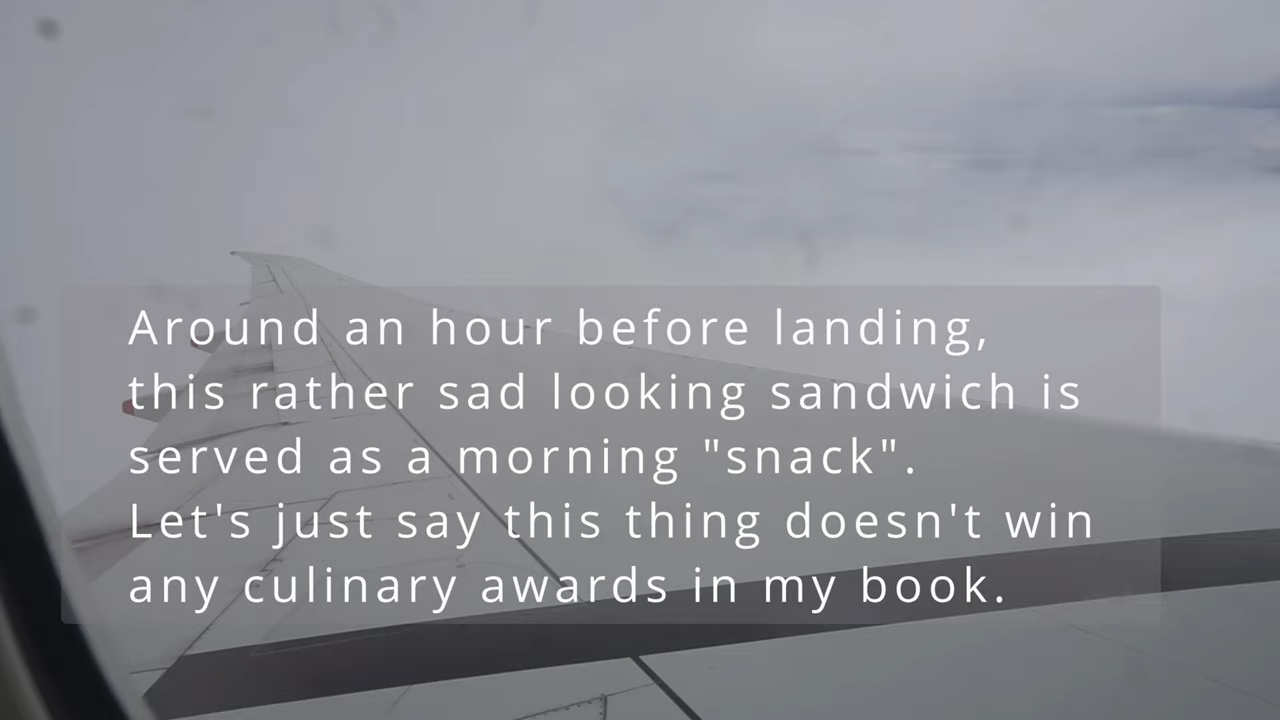 Around an hour before landing,
this rather sad looking sandwich is
served as a morning "snack".
Let's just say this thing doesn't win
any culinary awards in my book.